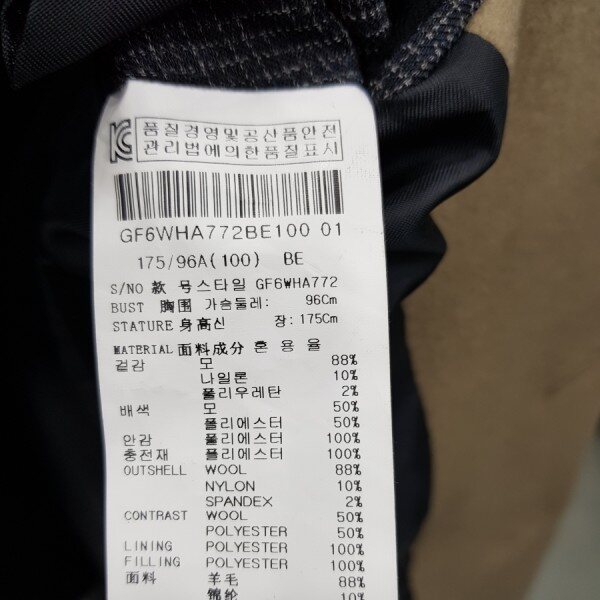 품질경영및공산품안전
관리법에의한품질표시
GF6WHA772BE100 01
175/96A(100) BE
S/NO 款 号스타일 GF6WHA772
BUST 胸围 가슴둘레: 96Cm
STATURE 身高신 장: 175Cm
MATERIAL 面料成分 혼 용 율
겉감 모 88%
나일론 10%
폴리우레탄 2%
배색 모 50%
폴리에스터 50%
안감 폴리에스터 100%
충전재 폴리에스터 100%
OUTSHELL WOOL 88%
NYLON 10%
SPANDEX 2%
CONTRAST WOOL 50%
POLYESTER 50%
LINING POLYESTER 100%
FILLING POLYESTER 100%
面料 羊毛 88%
锦纶 10%